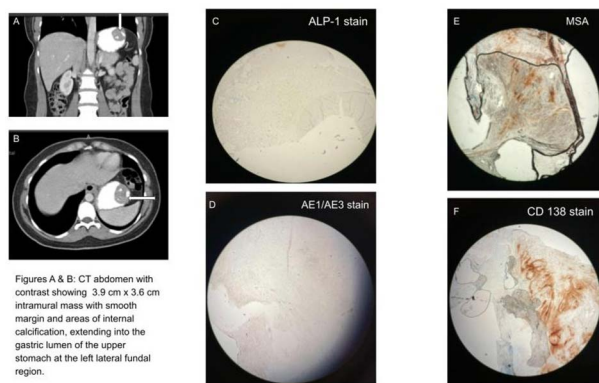 A
B
Figures A & B: CT abdomen with
contrast showing 3.9 cm x 3.6 cm
intramural mass with smooth
margin and areas of internal
calcification, extending into the
gastric lumen of the upper
stomach at the left lateral fundal
region.
C
ALP-1 stain
D
AE1/AE3 stain
E
MSA
F
CD 138 stain